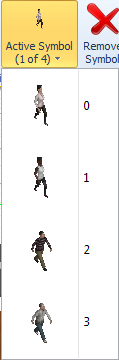 Active Symbol
(1 of 4)
Remove
Symbol
0
1
2
3